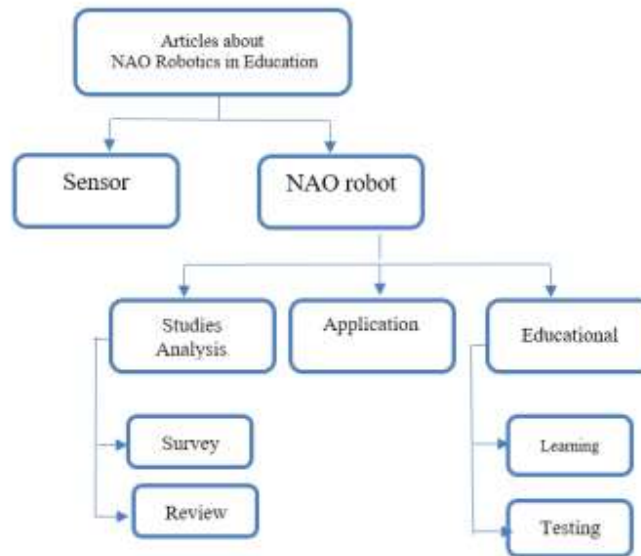 Articles about
NAO Robotics in Education
Sensor
NAO robot
Studies
Analysis
Application
Educational
Survey
Learning
Review
Testing